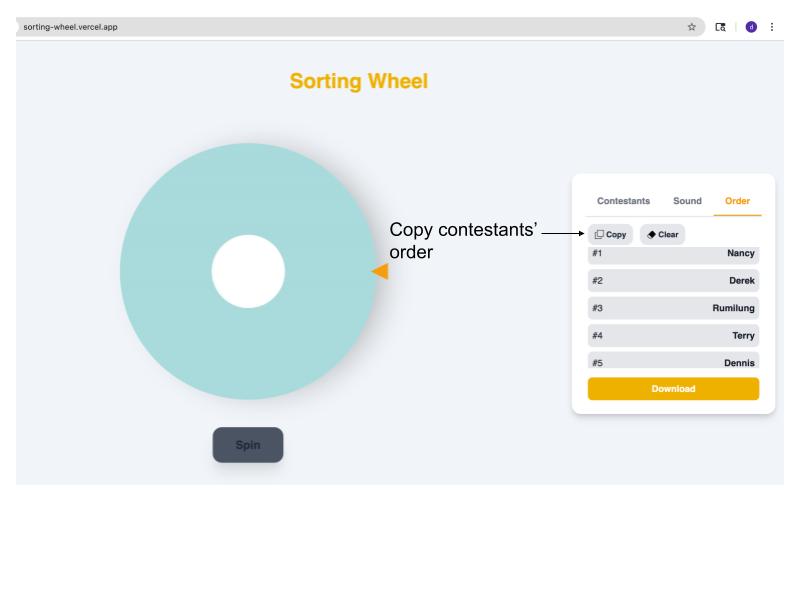 sorting-wheel.vercel.app
d
Sorting Wheel
Contestants Sound Order
Copy contestants'
order
Copy Clear
#1 Nancy
#2 Derek
#3 Rumilung
#4 Terry
#5 Dennis
Download
Spin